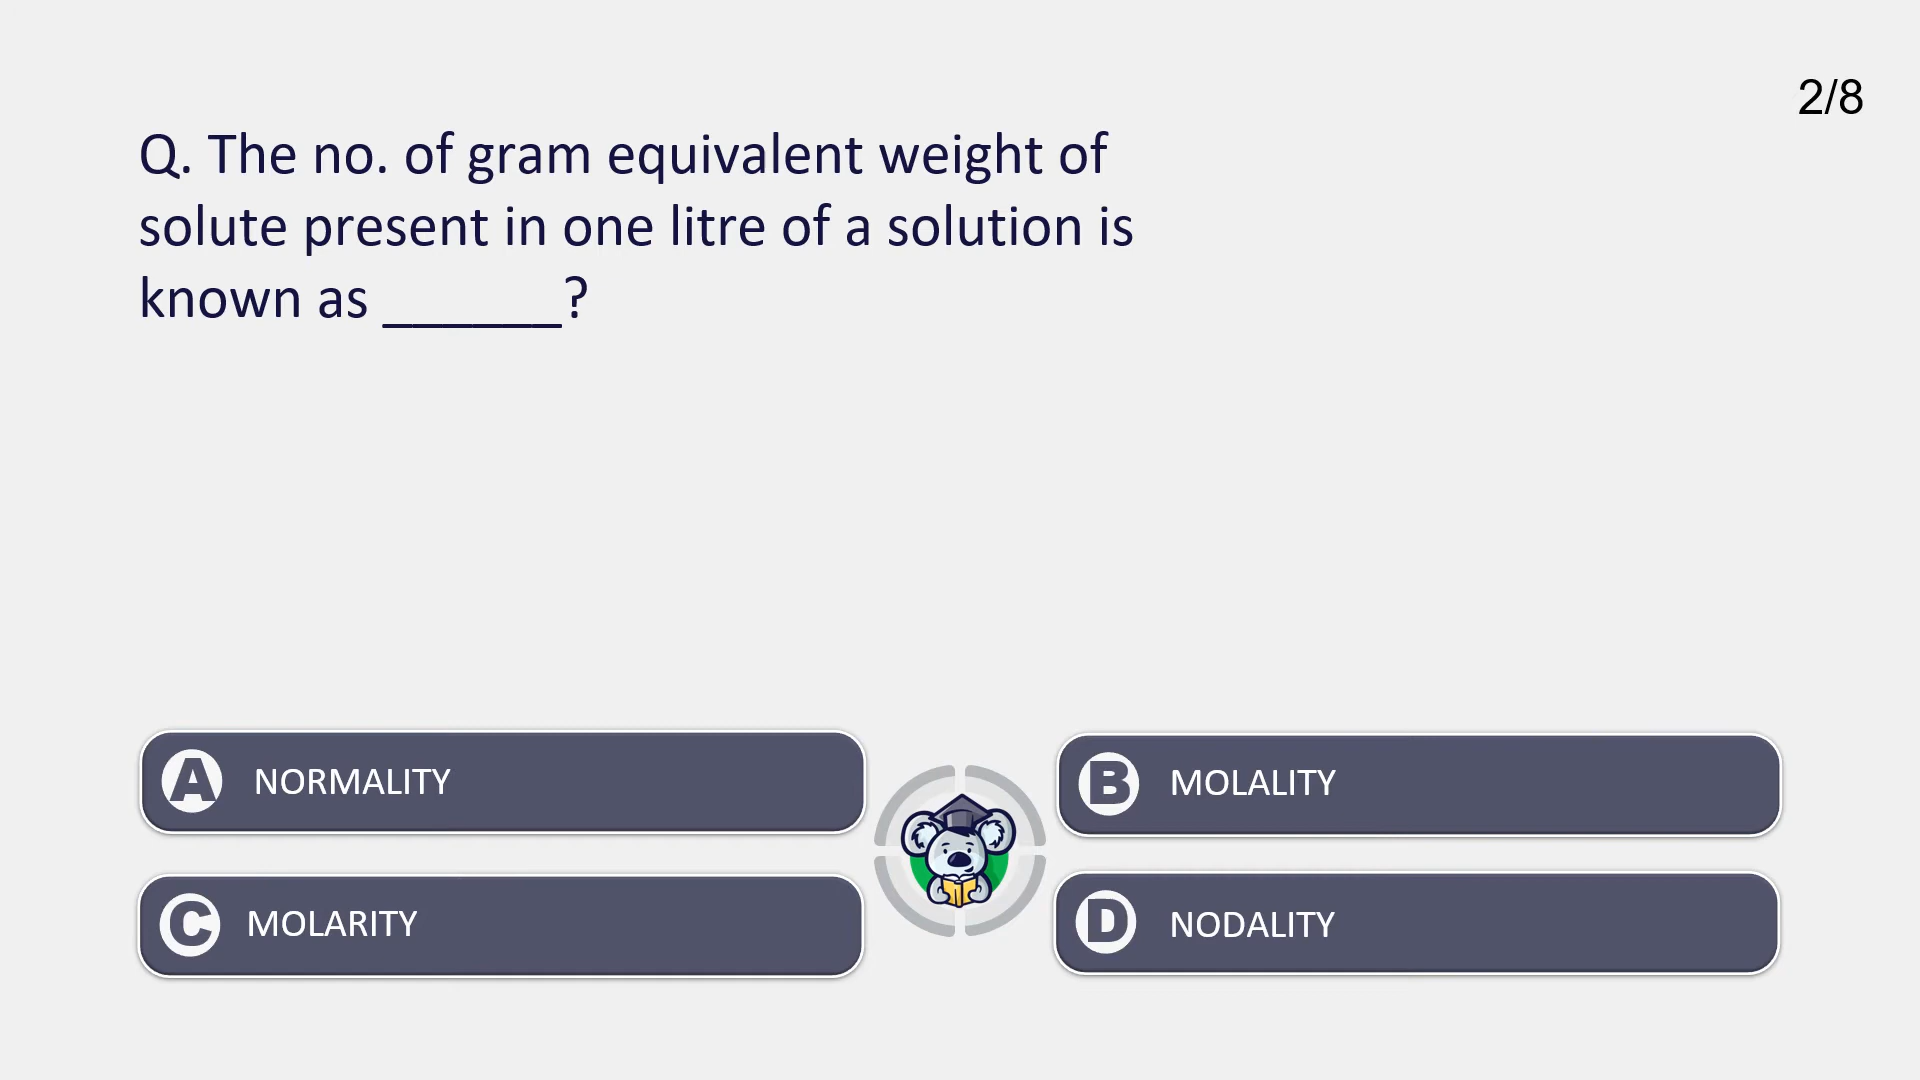 2/8
Q. The no. of gram equivalent weight of
solute present in one litre of a solution is
known as ______?
A NORMALITY
B MOLALITY
C MOLARITY
D NODALITY